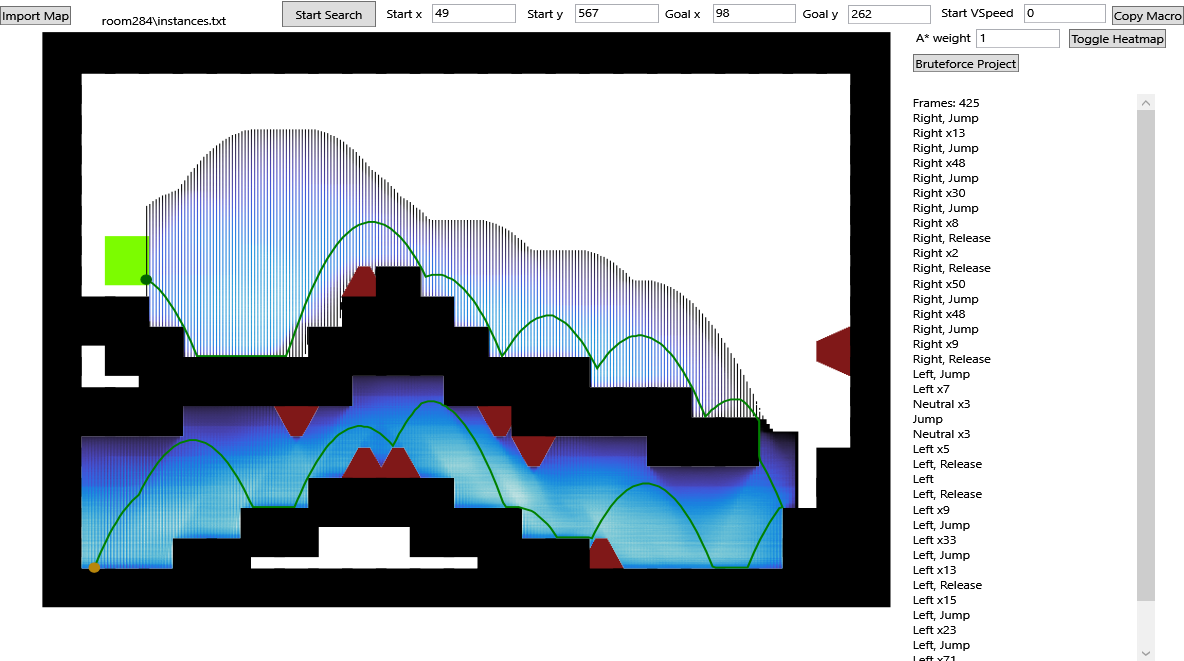 Import Map room284\instances.txt Start Search Start x 49 Start y 567 Goal x 98 Goal y 262 Start VSpeed 0 Copy Macro
A* weight 1 Toggle Heatmap
Bruteforce Project
Frames: 425
Right, Jump
Right x13
Right, Jump
Right x48
Right, Jump
Right x30
Right, Jump
Right x8
Right, Release
Right x2
Right, Release
Right x50
Right, Jump
Right x48
Right, Jump
Right x9
Right, Release
Left, Jump
Left x7
Neutral x3
Jump
Neutral x3
Left x5
Left, Release
Left
Left, Release
Left x9
Left, Jump
Left x33
Left, Jump
Left x13
Left, Release
Left x15
Left, Jump
Left x23
Left, Jump
Left x71